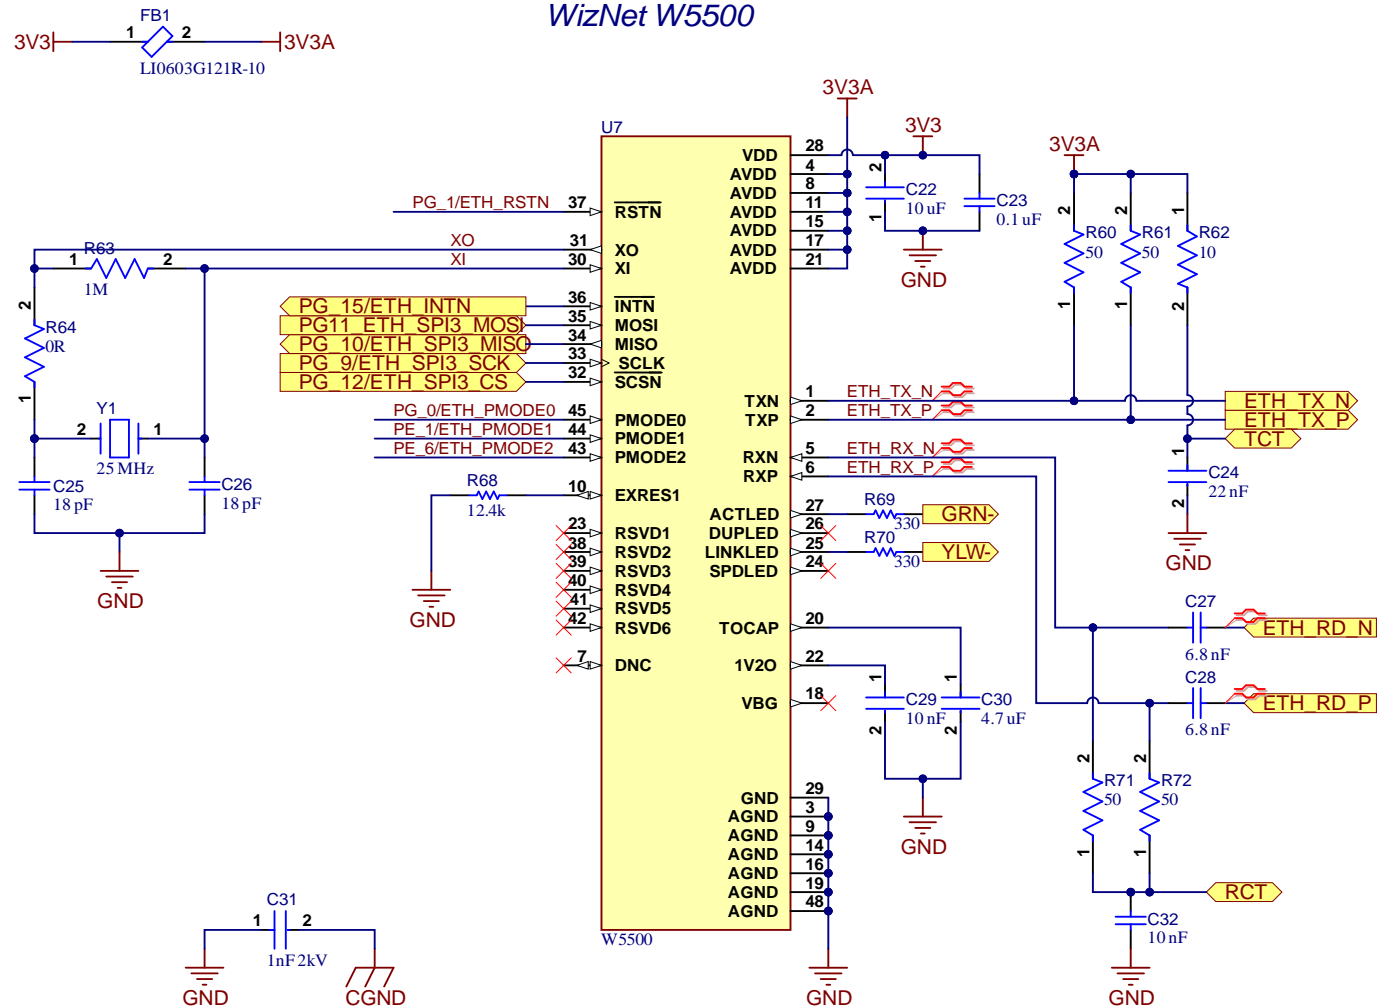 WizNet W5500
FB1
3V3
1
2
3V3A
LI0603G121R-10
3V3A
U7
3V3
3V3A
VDD 28
AVDD 4
AVDD 8
AVDD 11
AVDD 15
AVDD 17
AVDD 21
2
C22
10 uF
1
C23
0.1 uF
GND
2
R60
50
1
2
R61
50
1
1
R62
10
2
PG_1/ETH_RSTN 37 RSTN
XO 31 XO
XI 30 XI
R63
1
2
1M
2
R64
0R
1
Y1
2
1
25 MHz
C25
18 pF
C26
18 pF
GND
PG_15/ETH_INTN 36 INTN
PG11_ETH_SPI3_MOSI 35 MOSI
PG_10/ETH_SPI3_MISO 34 MISO
PG_9/ETH_SPI3_SCK 33 SCLK
PG_12/ETH_SPI3_CS 32 SCSN
PG_0/ETH_PMODE0 45 PMODE0
PE_1/ETH_PMODE1 44 PMODE1
PE_6/ETH_PMODE2 43 PMODE2
R68
12.4k
10 EXRES1
GND
23 RSVD1
38 RSVD2
39 RSVD3
40 RSVD4
41 RSVD5
42 RSVD6
7 DNC
TXN 1 ETH_TX_N
TXP 2 ETH_TX_P
RXN 5 ETH_RX_N
RXP 6 ETH_RX_P
ETH_TX_N
ETH_TX_P
TCT
1
C24
22 nF
2
GND
ACTLED 27
R69
330
GRN-
DUPLED 26
LINKLED 25
R70
330
YLW-
SPDLED 24
TOCAP 20
1V2O 22
VBG 18
1
C29
10 nF
2
1
C30
4.7 uF
2
GND
C27
6.8 nF
ETH_RD_N
C28
6.8 nF
ETH_RD_P
2
R71
50
1
2
R72
50
1
RCT
C32
10 nF
GND
GND 29
AGND 3
AGND 9
AGND 14
AGND 16
AGND 19
AGND 48
W5500
GND
C31
1
2
1nF 2kV
GND
CGND